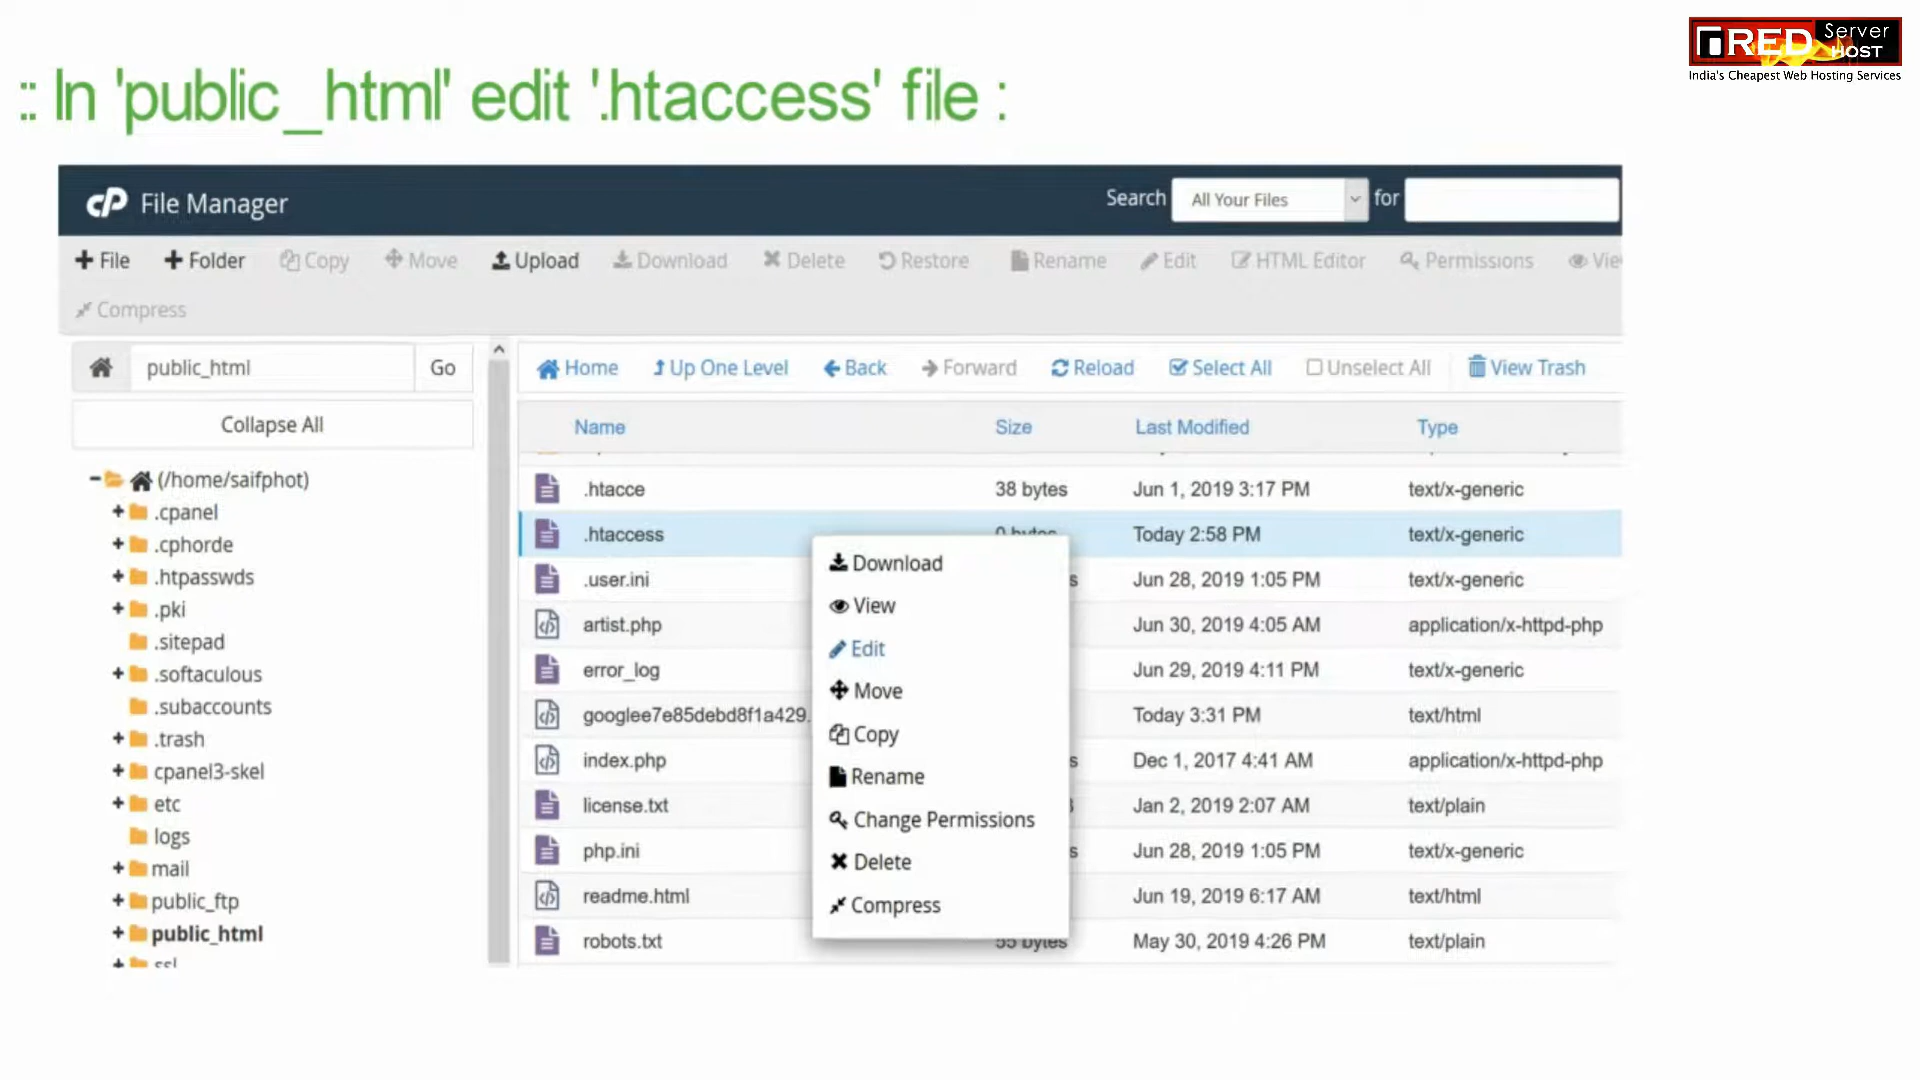 RED Server HOST
India's Cheapest Web Hosting Services
:: In 'public_html' edit '.htaccess' file :
cP File Manager
Search All Your Files for
File Folder Copy Move Upload Download Delete Restore Rename Edit HTML Editor Permissions Vie
Compress
public_html Go
Home Up One Level Back Forward Reload Select All Unselect All View Trash
Collapse All
Name Size Last Modified Type
(/home/saifphot)
.cpanel
.cphorde
.htpasswds
.pki
.sitepad
.softaculous
.subaccounts
.trash
cpanel3-skel
etc
logs
mail
public_ftp
public_html
ssl
.htacce 38 bytes Jun 1, 2019 3:17 PM text/x-generic
.htaccess 0 bytes Today 2:58 PM text/x-generic
.user.ini s Jun 28, 2019 1:05 PM text/x-generic
artist.php Jun 30, 2019 4:05 AM application/x-httpd-php
error_log Jun 29, 2019 4:11 PM text/x-generic
googlee7e85debd8f1a429. Today 3:31 PM text/html
index.php s Dec 1, 2017 4:41 AM application/x-httpd-php
license.txt Jan 2, 2019 2:07 AM text/plain
php.ini s Jun 28, 2019 1:05 PM text/x-generic
readme.html Jun 19, 2019 6:17 AM text/html
robots.txt 55 bytes May 30, 2019 4:26 PM text/plain
Download
View
Edit
Move
Copy
Rename
Change Permissions
Delete
Compress